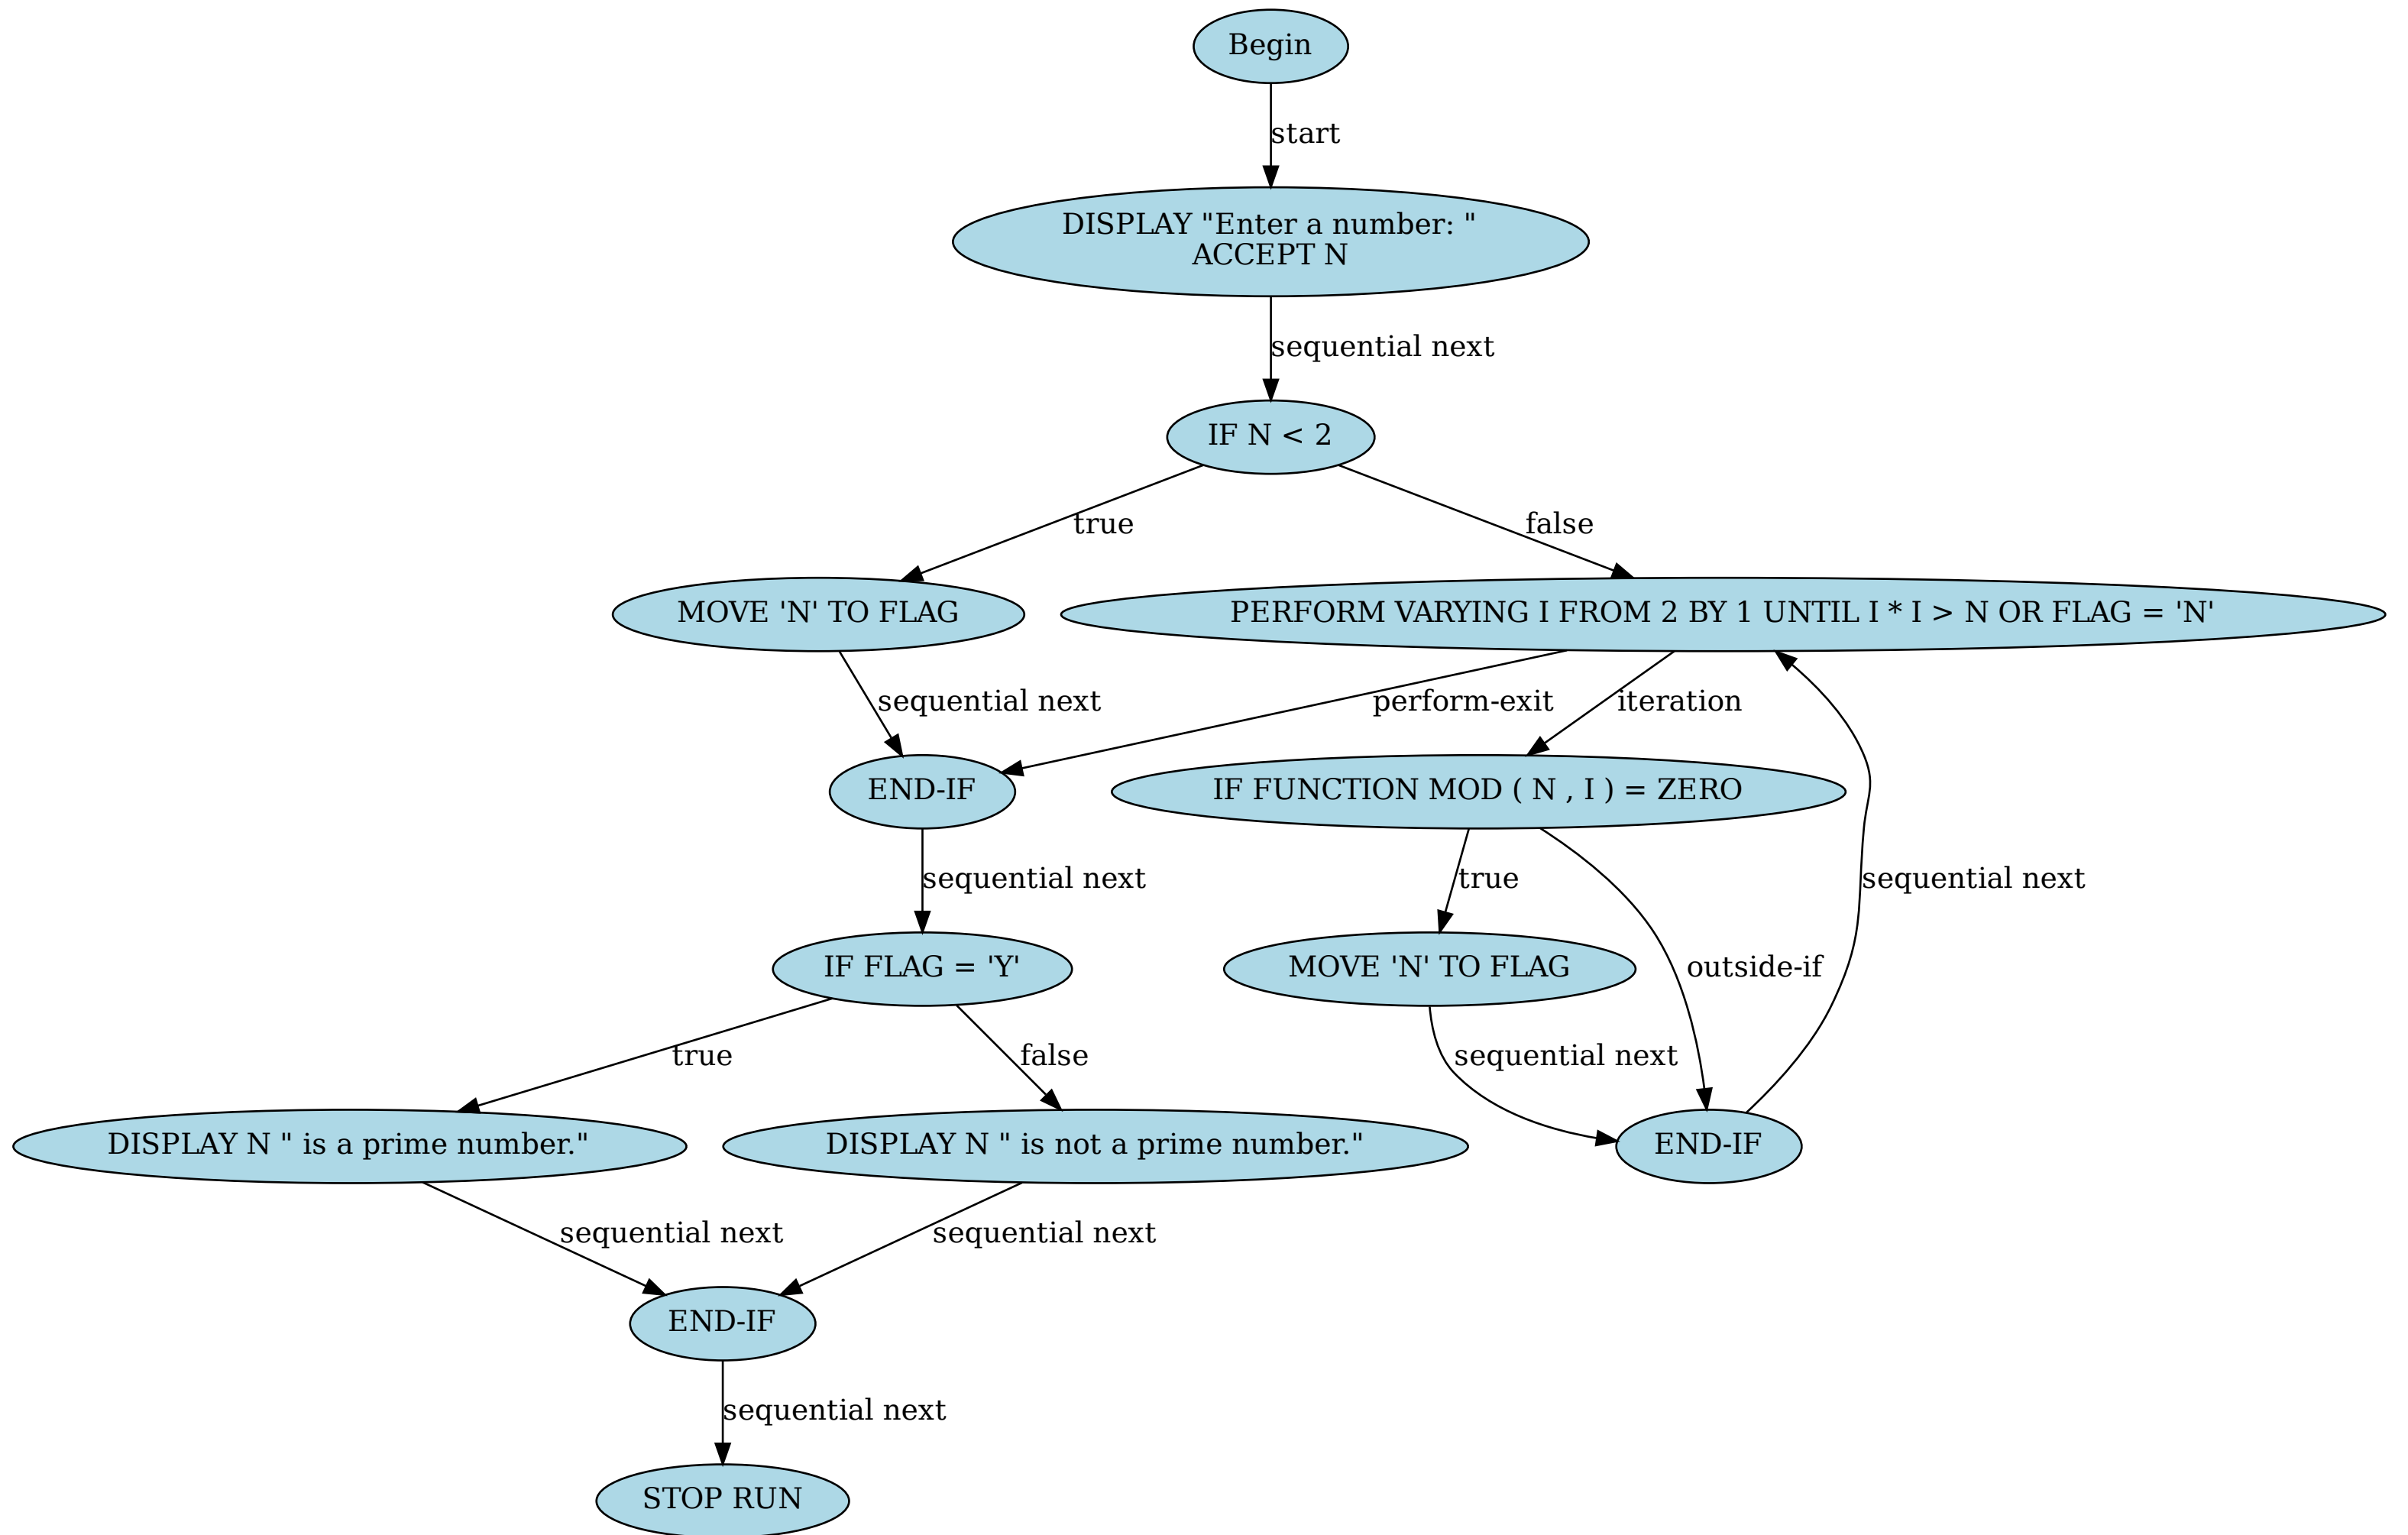 Begin
start
DISPLAY "Enter a number: "
ACCEPT N
sequential next
IF N < 2
true
false
MOVE 'N' TO FLAG
PERFORM VARYING I FROM 2 BY 1 UNTIL I * I > N OR FLAG = 'N'
sequential next
perform-exit
iteration
END-IF
IF FUNCTION MOD ( N , I ) = ZERO
sequential next
true
sequential next
IF FLAG = 'Y'
MOVE 'N' TO FLAG
outside-if
true
false
sequential next
DISPLAY N " is a prime number."
DISPLAY N " is not a prime number."
END-IF
sequential next
sequential next
END-IF
sequential next
STOP RUN